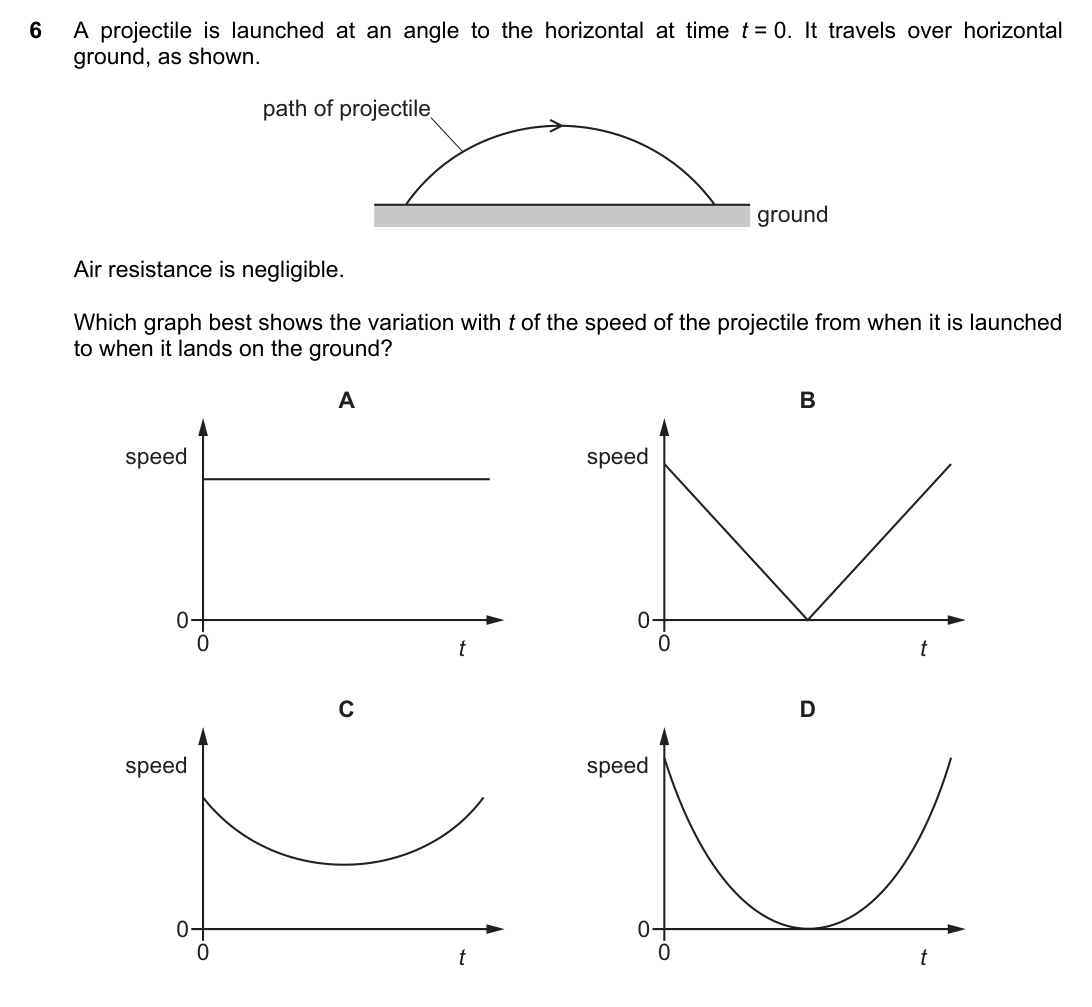 6 A projectile is launched at an angle to the horizontal at time t = 0. It travels over horizontal
ground, as shown.
path of projectile
ground
Air resistance is negligible.
Which graph best shows the variation with t of the speed of the projectile from when it is launched
to when it lands on the ground?
A
speed
0
0
t
B
speed
0
0
t
C
speed
0
0
t
D
speed
0
0
t